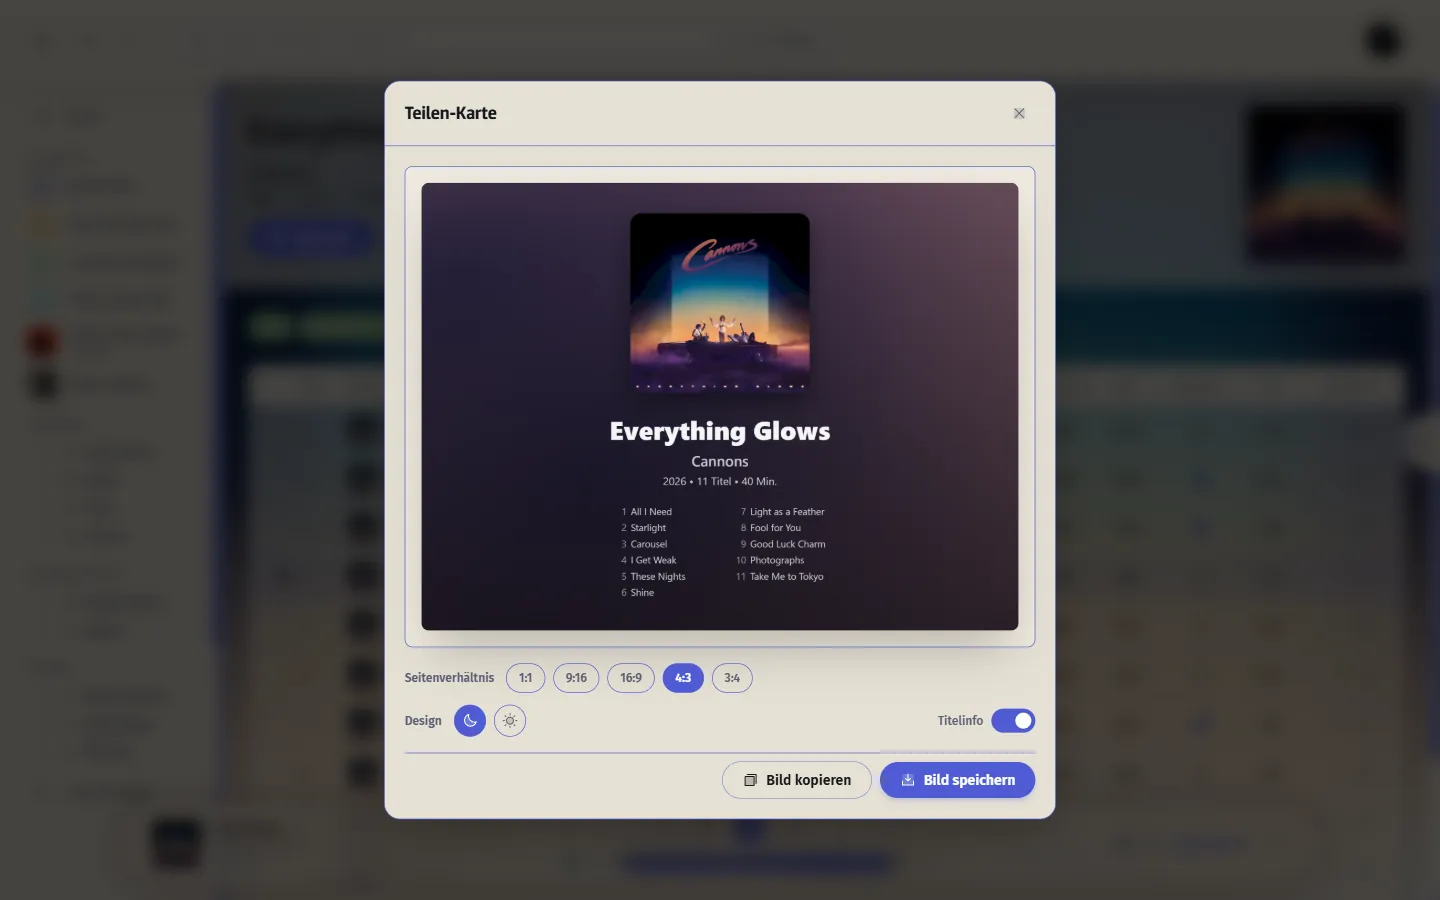 Teilen-Karte
Cannons
Everything Glows
Cannons
2026 • 11 Titel • 40 Min.
1 All I Need
2 Starlight
3 Carousel
4 I Get Weak
5 These Nights
6 Shine
7 Light as a Feather
8 Fool for You
9 Good Luck Charm
10 Photographs
11 Take Me to Tokyo
Seitenverhältnis 1:1 9:16 16:9 4:3 3:4
Design
Titelinfo
Bild kopieren
Bild speichern